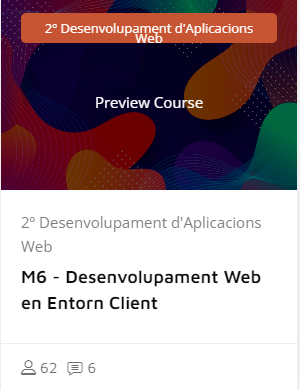 2º Desenvolupament d'Aplicacions
Web
Preview Course
2º Desenvolupament d'Aplicacions
Web
M6 - Desenvolupament Web
en Entorn Client
62 6